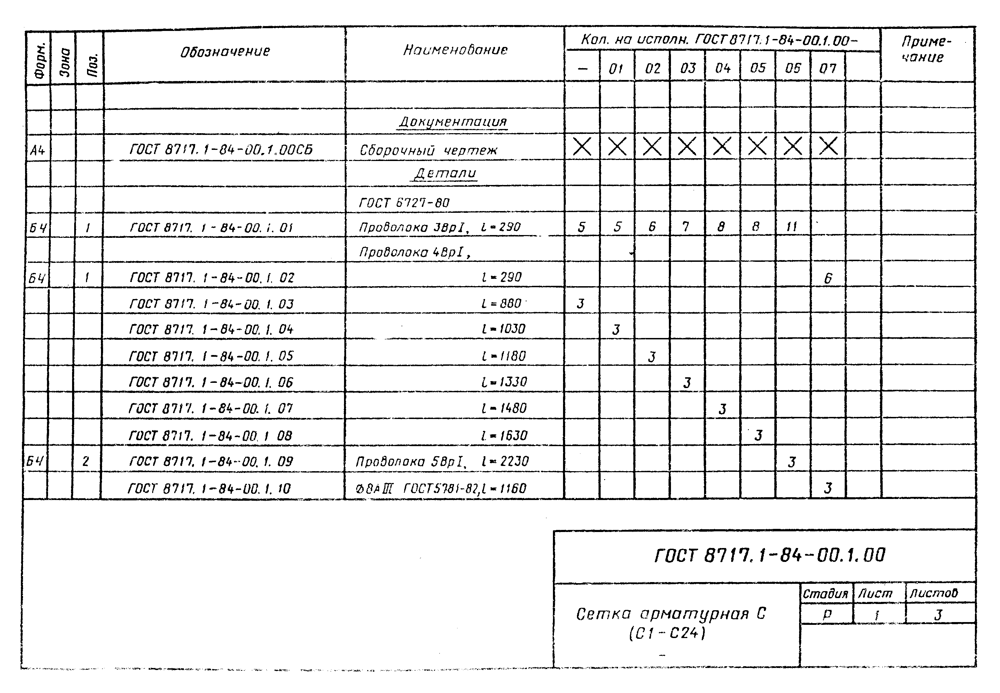 Форм. Зона Поз. Обозначение Наименование Кол. на исполн. ГОСТ 8717.1-84-00.1.00- Приме-
чание
– 01 02 03 04 05 06 07
Документация
А4 ГОСТ 8717.1-84-00.1.00СБ Сборочный чертеж X X X X X X X X
Детали
ГОСТ 6727-80
БЧ 1 ГОСТ 8717.1-84-00.1.01 Проволока 3ВрI, l=290 5 5 6 7 8 8 11
Проволока 4ВрI,
БЧ 1 ГОСТ 8717.1-84-00.1.02 l=290 6
ГОСТ 8717.1-84-00.1.03 l=880 3
ГОСТ 8717.1-84-00.1.04 l=1030 3
ГОСТ 8717.1-84-00.1.05 l=1180 3
ГОСТ 8717.1-84-00.1.06 l=1330 3
ГОСТ 8717.1-84-00.1.07 l=1480 3
ГОСТ 8717.1-84-00.1 08 l=1630 3
БЧ 2 ГОСТ 8717.1-84-00.1.09 Проволока 5ВрI, l=2230 3
ГОСТ 8717.1-84-00.1.10 Ø8АIII ГОСТ5781-82, l=1160 3
ГОСТ 8717.1-84-00.1.00
Сетка арматурная С
(С1-С24)
Стадия Лист Листов
Р 1 3